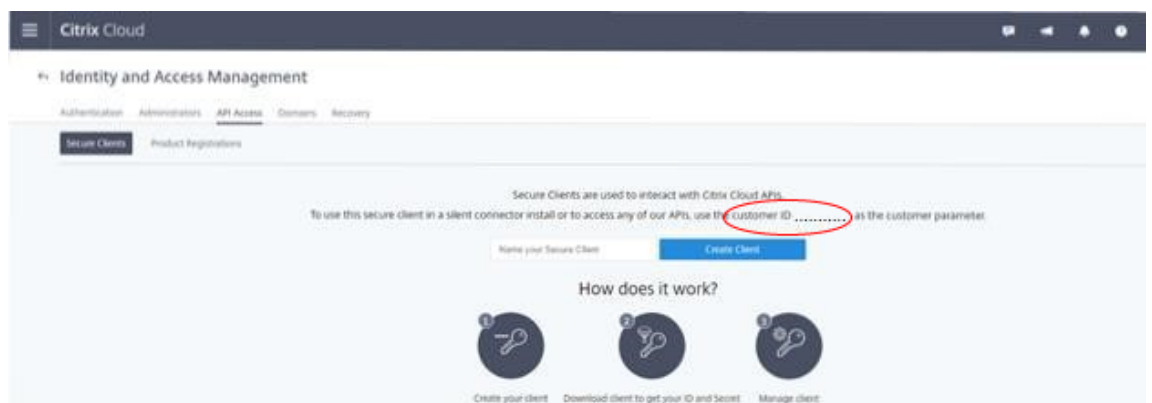 Citrix Cloud
Identity and Access Management
Authentication Administrators API Access Domains Recovery
Secure Clients Product Registrations
Secure Clients are used to interact with Citrix Cloud APIs.
To use this secure client in a silent connector install or to access any of our APIs, use the customer ID ........... as the customer parameter.
Name your Secure Client Create Client
How does it work?
1 2 3
Create your client Download client to get your ID and Secret Manage client